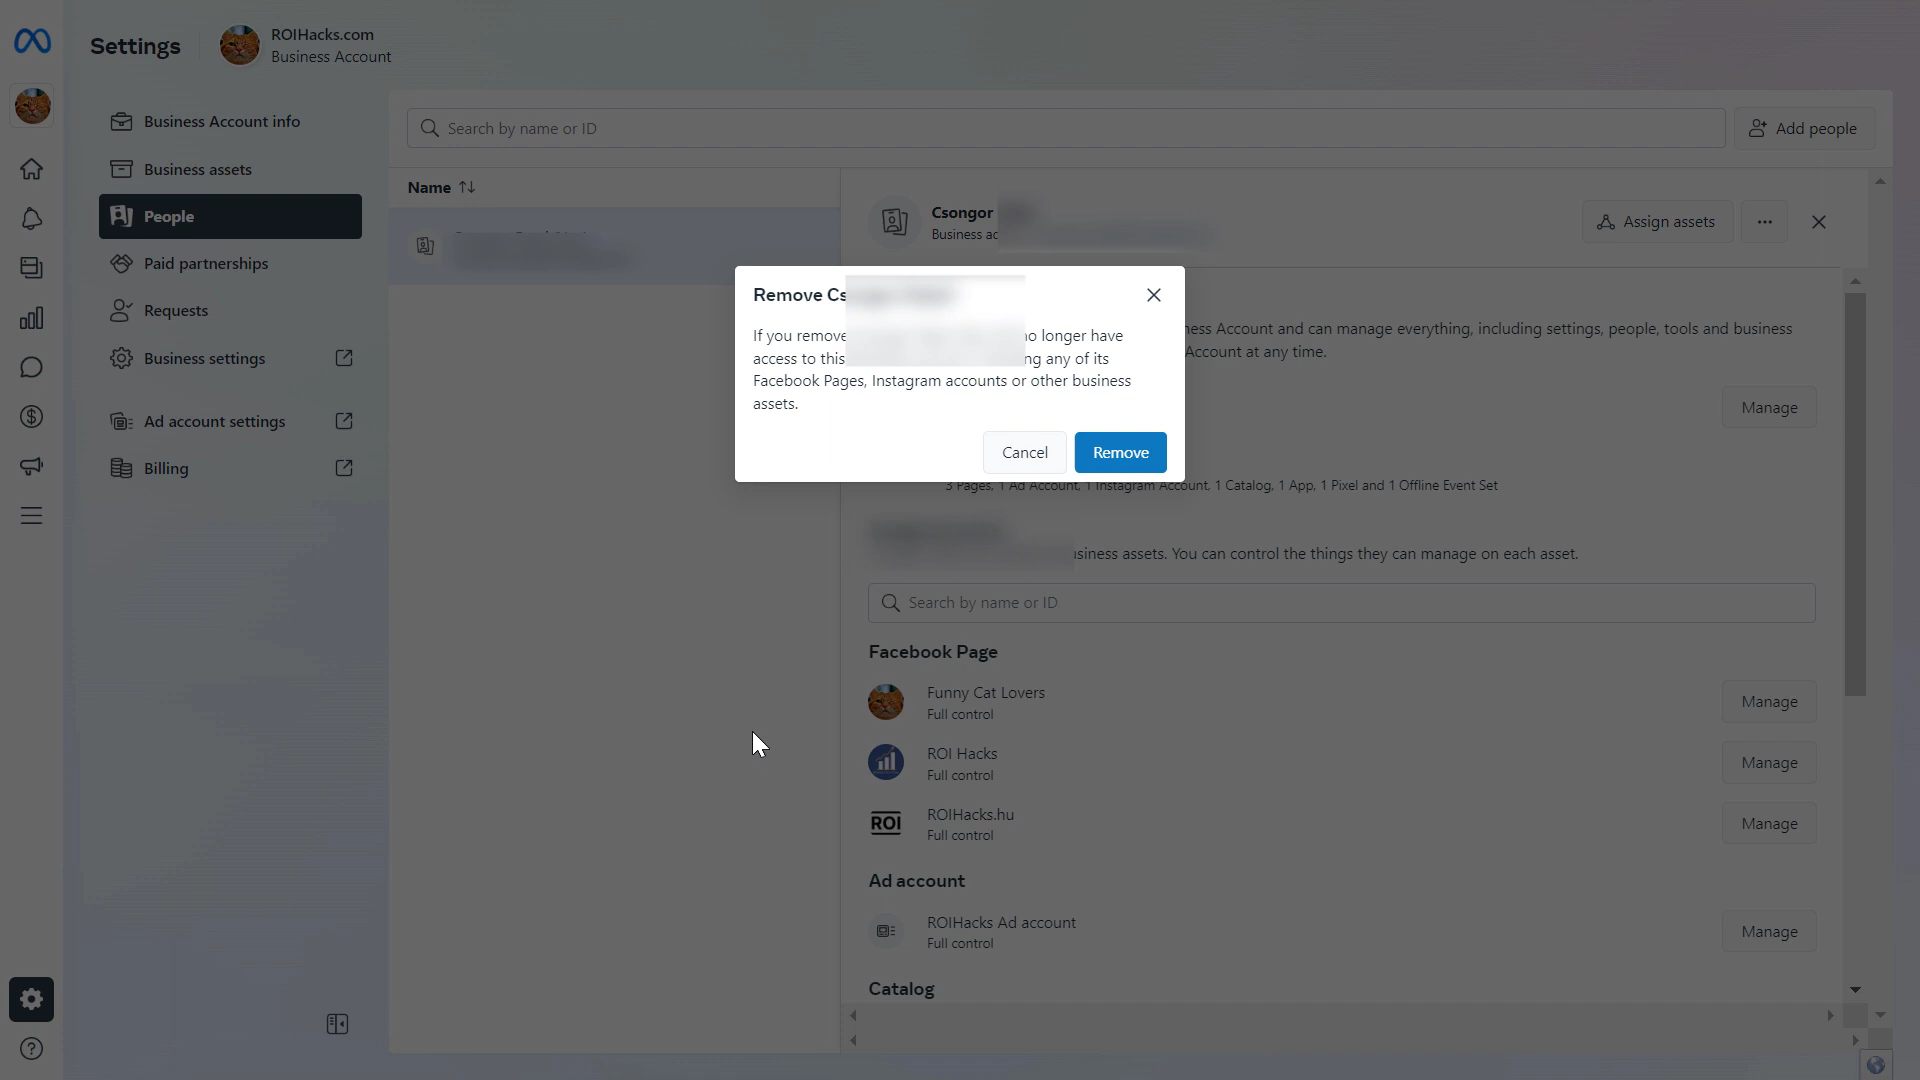 Settings
ROIHacks.com
Business Account
Business Account info
Business assets
People
Paid partnerships
Requests
Business settings
Ad account settings
Billing
Search by name or ID
Add people
Name
Csongor
Business ac
Assign assets
Remove Cs
If you remove no longer have
access to this ng any of its
Facebook Pages, Instagram accounts or other business
assets.
Cancel
Remove
ness Account and can manage everything, including settings, people, tools and business
Account at any time.
Manage
3 Pages, 1 Ad Account, 1 Instagram Account, 1 Catalog, 1 App, 1 Pixel and 1 Offline Event Set
usiness assets. You can control the things they can manage on each asset.
Search by name or ID
Facebook Page
Funny Cat Lovers
Full control
Manage
ROI Hacks
Full control
Manage
ROI
ROIHacks.hu
Full control
Manage
Ad account
ROIHacks Ad account
Full control
Manage
Catalog